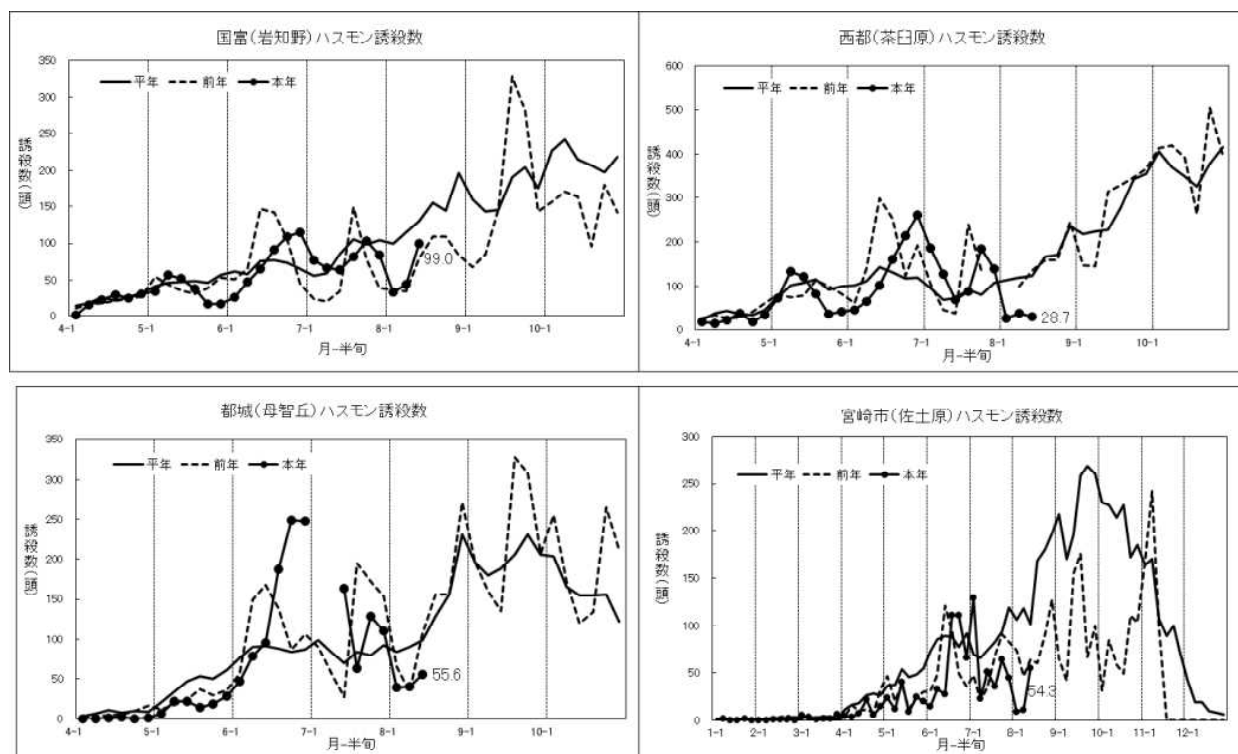 国富(岩知野)ハスモン誘殺数
平年 前年 本年
誘殺数(頭)
350
300
250
200
150
100
50
0
99.0
4-1 5-1 6-1 7-1 8-1 9-1 10-1
月-半旬
西都(茶臼原)ハスモン誘殺数
平年 前年 本年
誘殺数(頭)
600
500
400
300
200
100
0
28.7
4-1 5-1 6-1 7-1 8-1 9-1 10-1
月-半旬
都城(母智丘)ハスモン誘殺数
平年 前年 本年
誘殺数(頭)
350
300
250
200
150
100
50
0
55.6
4-1 5-1 6-1 7-1 8-1 9-1 10-1
月-半旬
宮崎市(佐土原)ハスモン誘殺数
平年 前年 本年
誘殺数(頭)
300
250
200
150
100
50
0
54.3
1-1 2-1 3-1 4-1 5-1 6-1 7-1 8-1 9-1 10-1 11-1 12-1
月-半旬